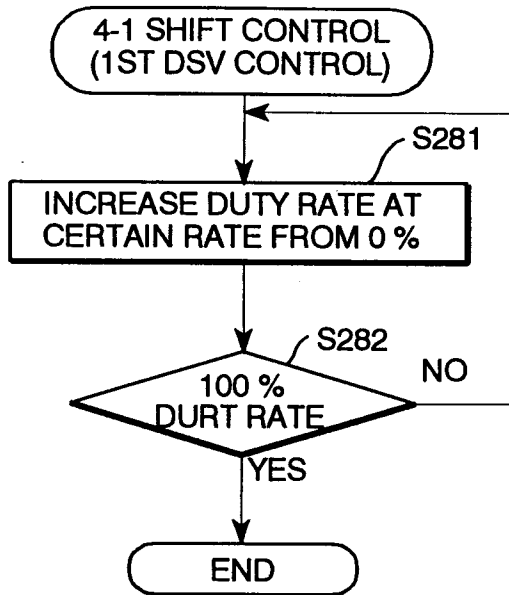 4-1 SHIFT CONTROL
(1ST DSV CONTROL)
S281
INCREASE DUTY RATE AT
CERTAIN RATE FROM 0 %
S282
100 %
DURT RATE
NO
YES
END